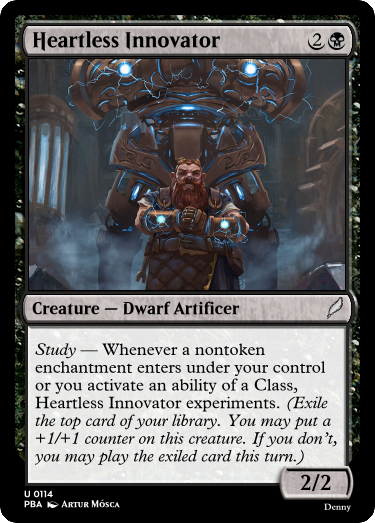 Heartless Innovator 2
Creature — Dwarf Artificer
Study — Whenever a nontoken
enchantment enters under your control
or you activate an ability of a Class,
Heartless Innovator experiments. (Exile
the top card of your library. You may put a
+1/+1 counter on this creature. If you don't,
you may play the exiled card this turn.)
2/2
U 0114
PBA Artur Mósca
Denny